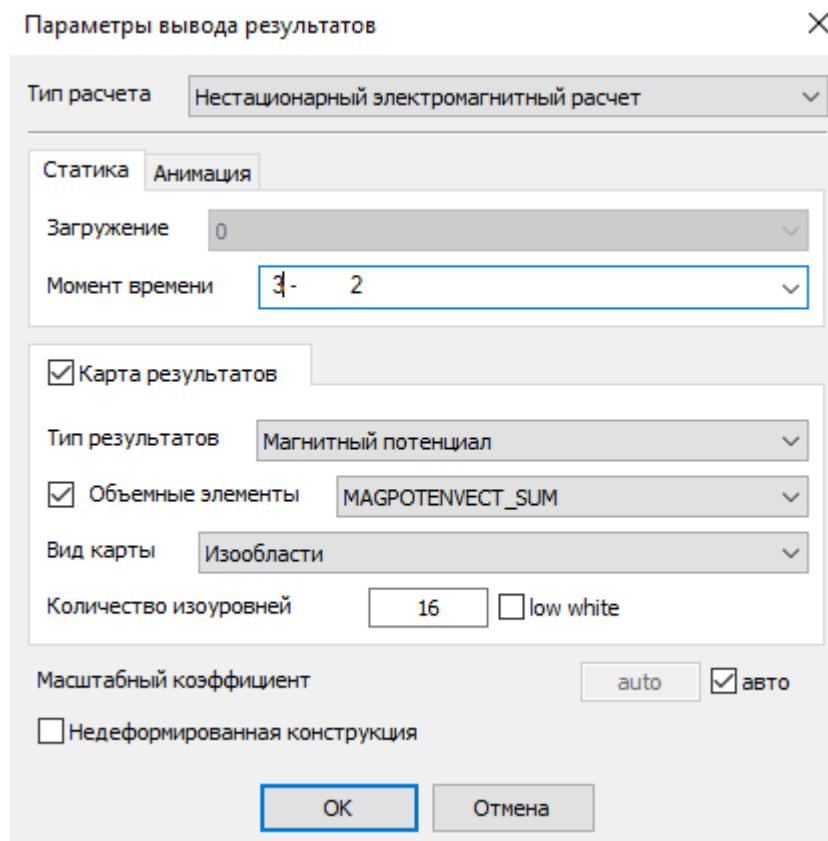 Параметры вывода результатов
Тип расчета Нестационарный электромагнитный расчет
Статика Анимация
Загружение 0
Момент времени 3 - 2
Карта результатов
Тип результатов Магнитный потенциал
Объемные элементы MAGPOTENVECT_SUM
Вид карты Изообласти
Количество изоуровней 16 low white
Масштабный коэффициент auto авто
Недеформированная конструкция
ОК Отмена